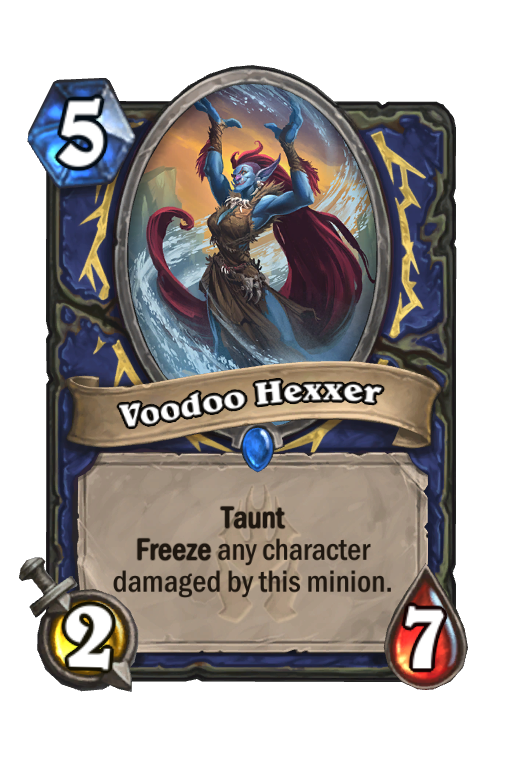 5
Voodoo Hexxer
Taunt
Freeze any character
damaged by this minion.
2
7